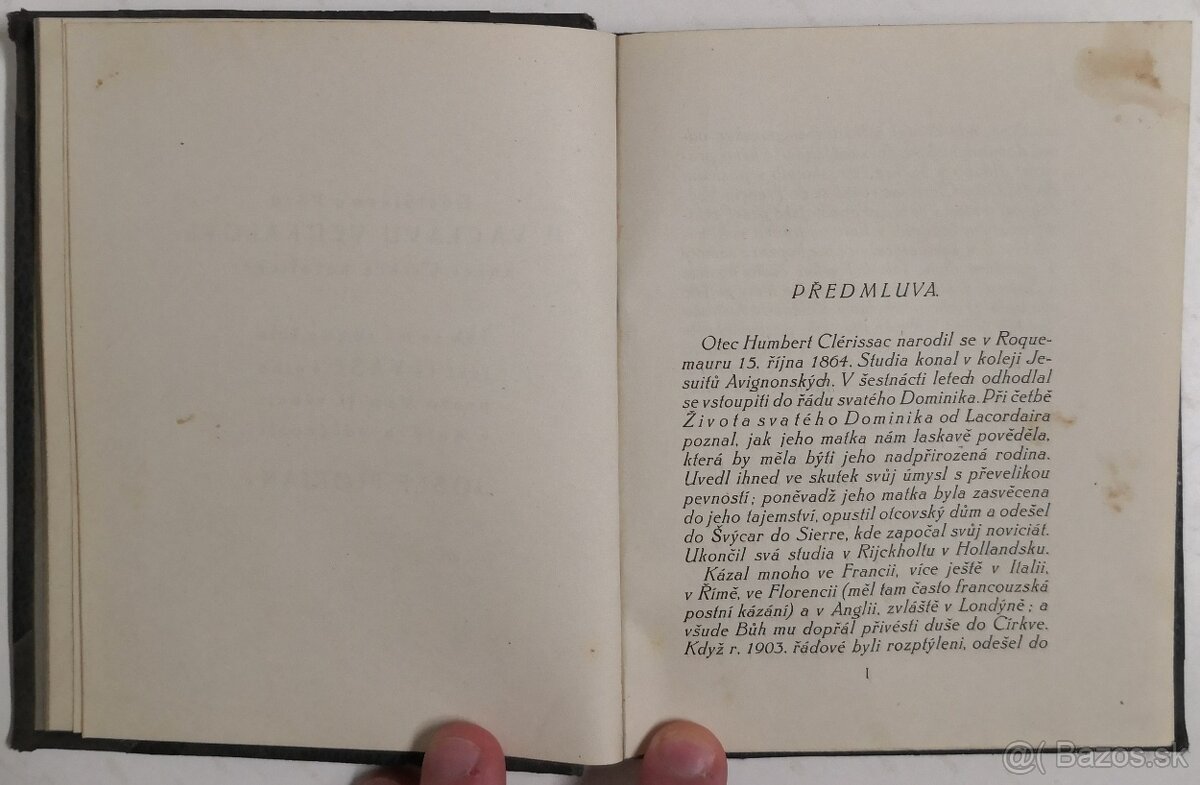 PŘEDMLUVA.
Otec Humbert Clérissac narodil se v Roque-
mauru 15. října 1864. Studia konal v koleji Je-
suitů Avignonských. V šestnácti letech odhodlal
se vstoupiti do řádu svatého Dominika. Při četbě
Života svatého Dominika od Lacordaira
poznal, jak jeho matka nám laskavě pověděla,
která by měla býti jeho nadpřirozená rodina.
Uvedl ihned ve skutek svůj úmysl s převelikou
pevností; poněvadž jeho matka byla zasvěcena
do jeho tajemství, opustil otcovský dům a odešel
do Švýcar do Sierre, kde započal svůj noviciát.
Ukončil svá studia v Rijckholtu v Hollandsku.
Kázal mnoho ve Francii, více ještě v Italii,
v Římě, ve Florencii (měl tam často francouzská
postní kázání) a v Anglii, zvláště v Londýně; a
všude Bůh mu dopřál přivésti duše do Církve.
Když r. 1903. řádové byli rozptýleni, odešel do
I
@( Bazos.sk